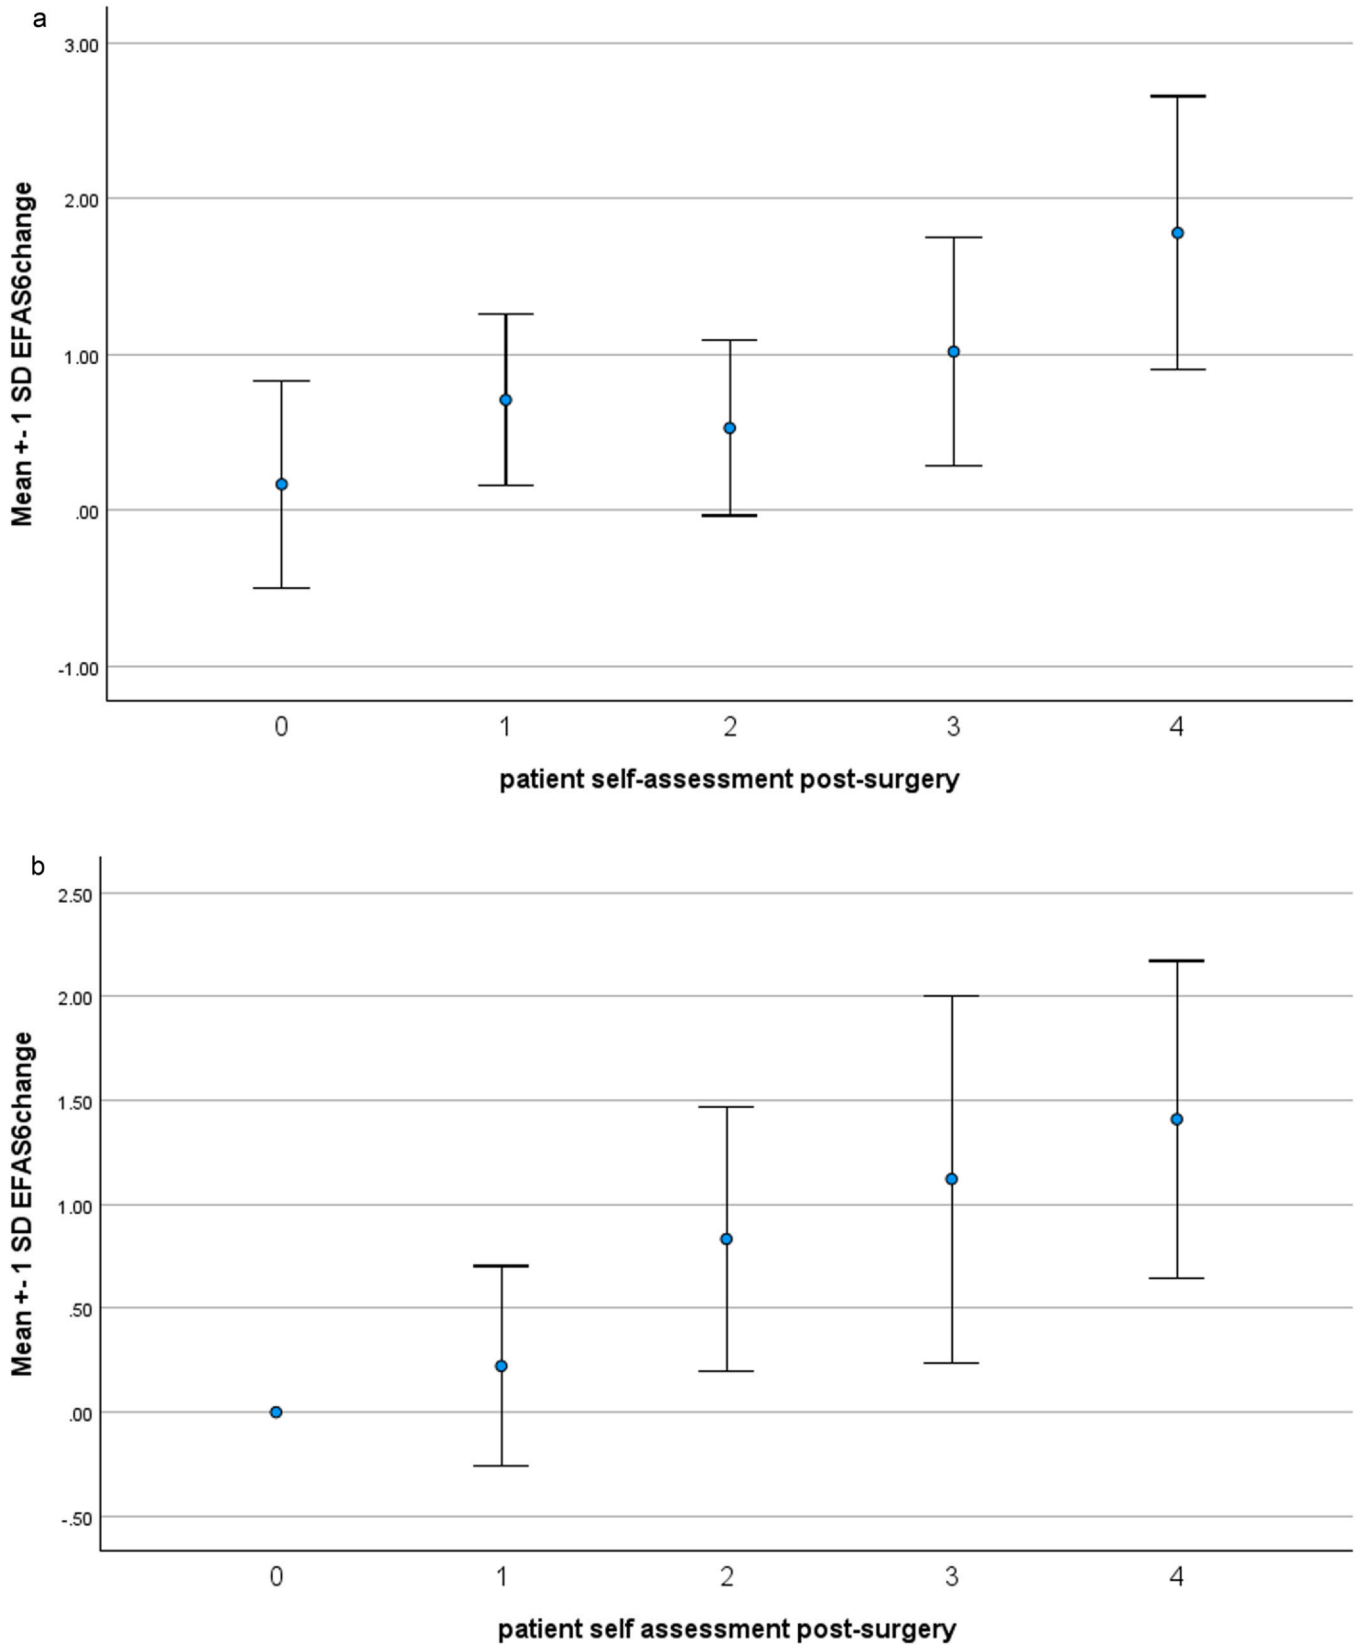 a
3.00
2.00
1.00
.00
-1.00
Mean +- 1 SD EFAS6change
0 1 2 3 4
patient self-assessment post-surgery
b
2.50
2.00
1.50
1.00
.50
.00
-.50
Mean +- 1 SD EFAS6change
0 1 2 3 4
patient self assessment post-surgery